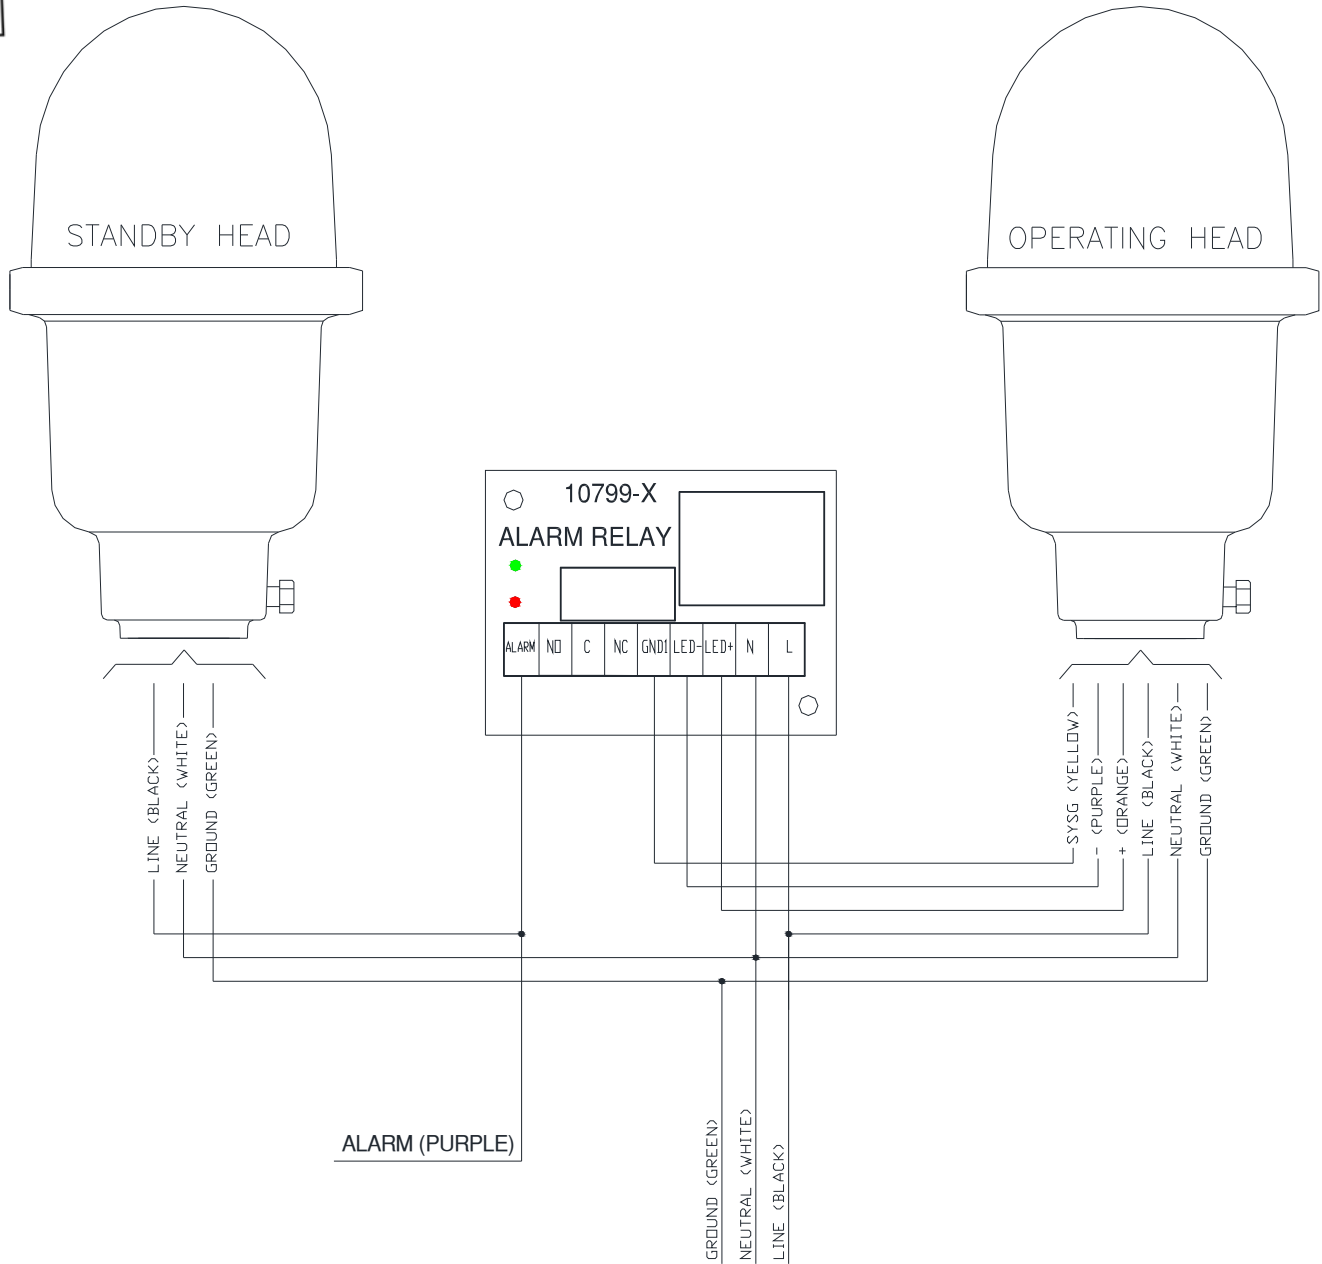 STANDBY HEAD
OPERATING HEAD
10799-X
ALARM RELAY
ALARM NO C NC GND1 LED- LED+ N L
LINE (BLACK)
NEUTRAL (WHITE)
GROUND (GREEN)
SYSG (YELLOW)
- (PURPLE)
+ (ORANGE)
LINE (BLACK)
NEUTRAL (WHITE)
GROUND (GREEN)
ALARM (PURPLE)
GROUND (GREEN)
NEUTRAL (WHITE)
LINE (BLACK)